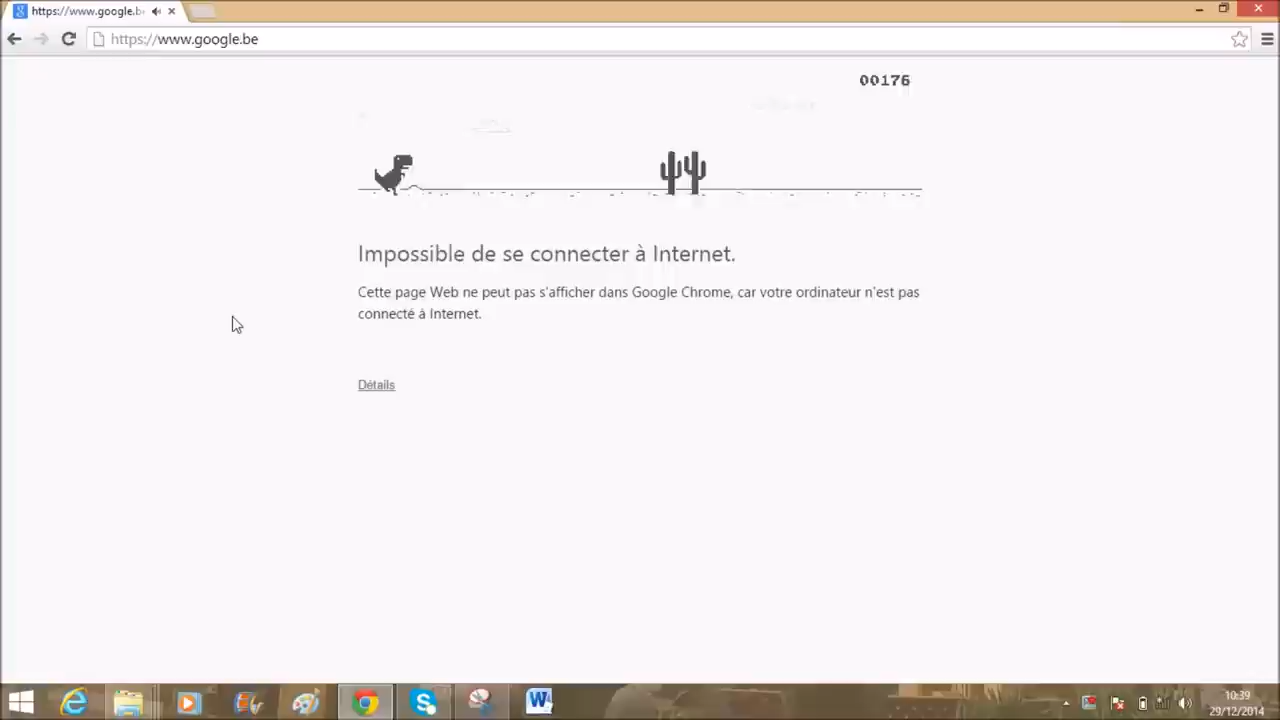 https://www.google.b
https://www.google.be
00176
Impossible de se connecter à Internet.
Cette page Web ne peut pas s'afficher dans Google Chrome, car votre ordinateur n'est pas
connecté à Internet.
Détails
10:39
29/12/2014